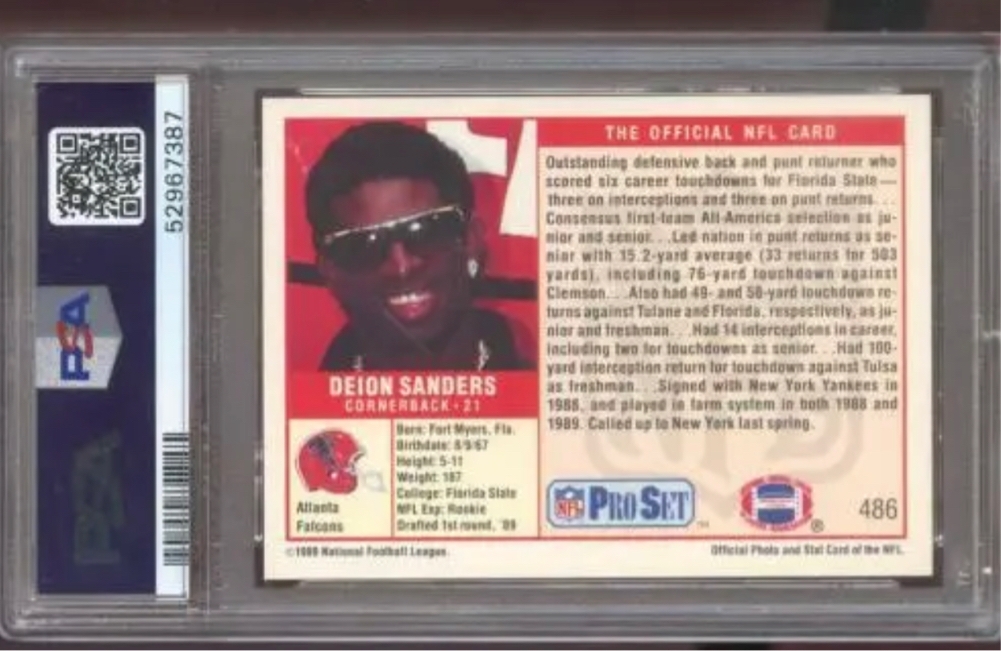 PSA
52967387
PSA
THE OFFICIAL NFL CARD
Outstanding defensive back and punt returner who
scored six career touchdowns for Florida State—
three on interceptions and three on punt returns. . .
Consensus first-team All-America selection as ju-
nior and senior. . .Led nation in punt returns as se-
nior with 15.2-yard average (33 returns for 503
yards), including 76-yard touchdown against
Clemson. . .Also had 49- and 58-yard touchdown re-
turns against Tulane and Florida, respectively, as ju-
nior and freshman. . .Had 14 interceptions in career,
including two for touchdowns as senior. . .Had 100-
yard interception return for touchdown against Tulsa
as freshman. . .Signed with New York Yankees in
1988, and played in farm system in both 1988 and
1989. Called up to New York last spring.
DEION SANDERS
CORNERBACK • 21
Atlanta
Falcons
Born: Fort Myers, Fla.
Birthdate: 8/9/67
Height: 5-11
Weight: 187
College: Florida State
NFL Exp: Rookie
Drafted 1st round, '89
NFL PRO SET ™
®
486
©1989 National Football League.
Official Photo and Stat Card of the NFL